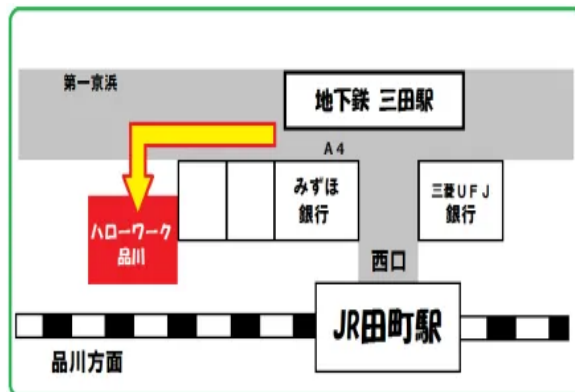 第一京浜
地下鉄 三田駅
A4
みずほ
銀行
三菱UFJ
銀行
ハローワーク
品川
西口
JR田町駅
品川方面